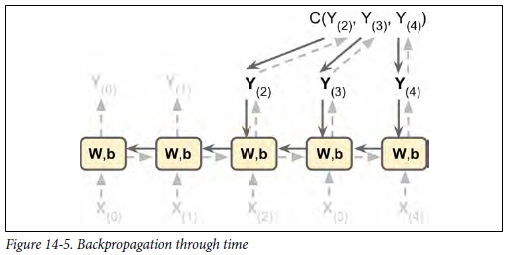 C(Y(2), Y(3), Y(4))
Y(0) Y(1) Y(2) Y(3) Y(4)
W,b W,b W,b W,b W,b
X(0) X(1) X(2) X(3) X(4)
Figure 14-5. Backpropagation through time